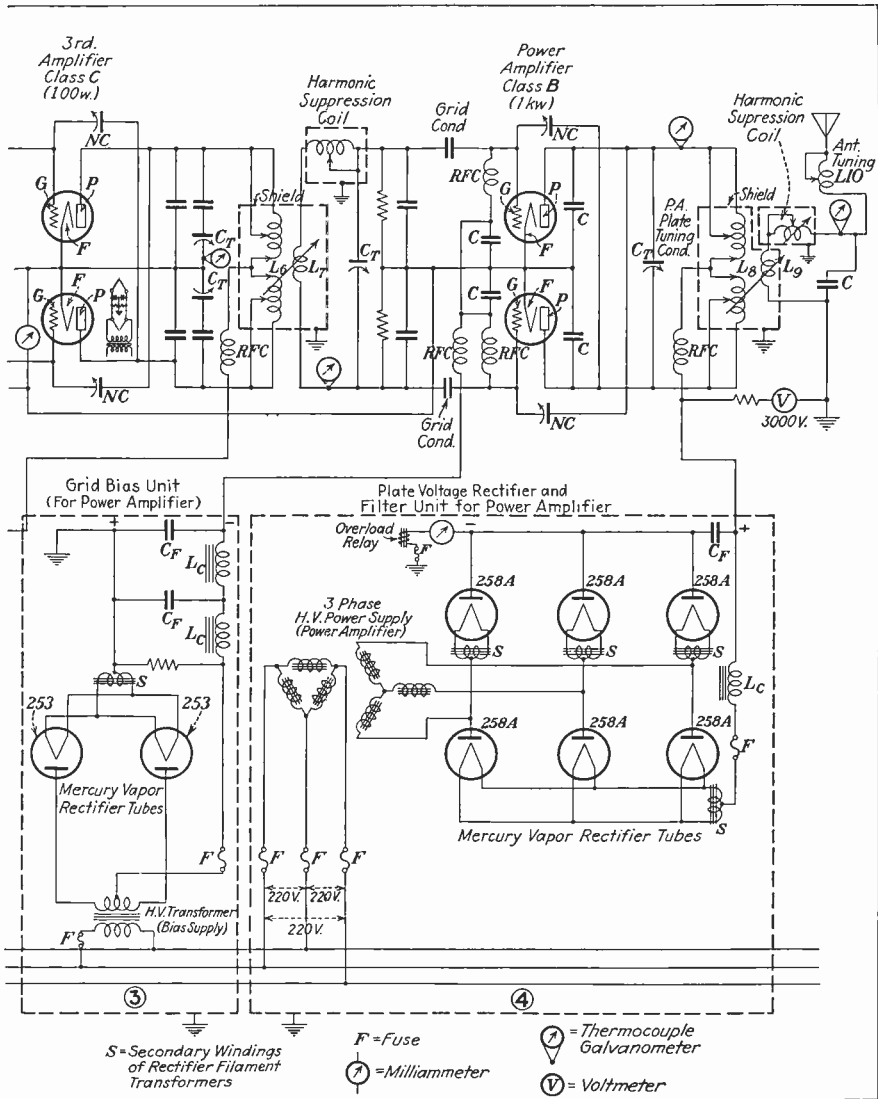 3rd.
Amplifier
Class C
(100w.)
NC
G
P
F
G
F
P
NC
CT
CT
RFC
Shield
L6
L7
Harmonic
Suppression
Coil
CT
Grid
Cond
RFC
C
C
RFC
RFC
Grid
Cond.
Power
Amplifier
Class B
(1kw)
NC
G
P
F
C
G
F
P
C
NC
CT
P.A.
Plate
Tuning
Cond.
RFC
Shield
L8
L9
Harmonic
Supression
Coil
Ant.
Tuning
L10
C
V
3000V.
Grid Bias Unit
(For Power Amplifier)
+
-
CF
LC
CF
LC
S
253
253
Mercury Vapor
Rectifier Tubes
F
H.V. Transformer
(Bias Supply)
F
3
Plate Voltage Rectifier and
Filter Unit for Power Amplifier
Overload
Relay
F
-
CF
+
258A
258A
258A
3 Phase
H.V. Power Supply
(Power Amplifier)
S
S
S
LC
258A
258A
258A
F
S
Mercury Vapor Rectifier Tubes
F
F
F
220V.
220V.
220V.
4
S=Secondary Windings
of Rectifier Filament
Transformers
F=Fuse
=Milliammeter
=Thermocouple
Galvanometer
V
=Voltmeter